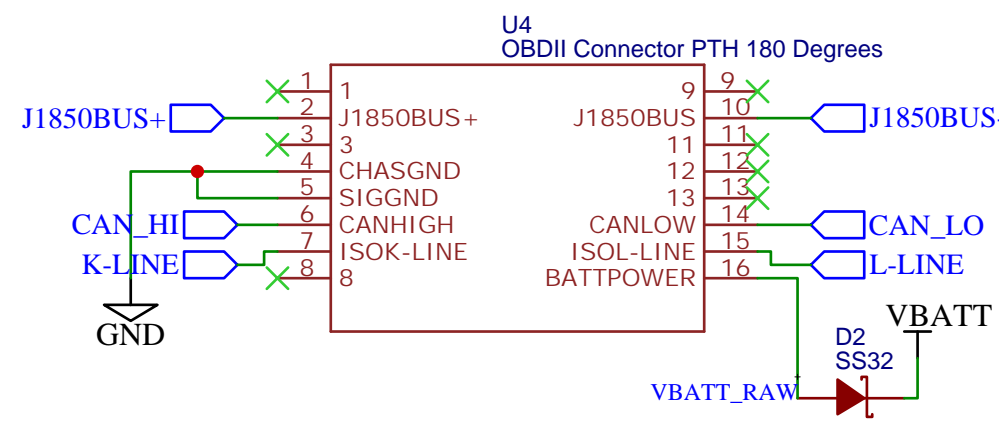 U4
OBDII Connector PTH 180 Degrees
1 1 9 9
J1850BUS+ 2 J1850BUS+ J1850BUS 10 J1850BUS-
3 3 11 11
4 CHASGND 12 12
5 SIGGND 13 13
CAN_HI 6 CANHIGH CANLOW 14 CAN_LO
K-LINE 7 ISOK-LINE ISOL-LINE 15 L-LINE
8 8 BATTPOWER 16
GND
VBATT
D2
SS32
VBATT_RAW